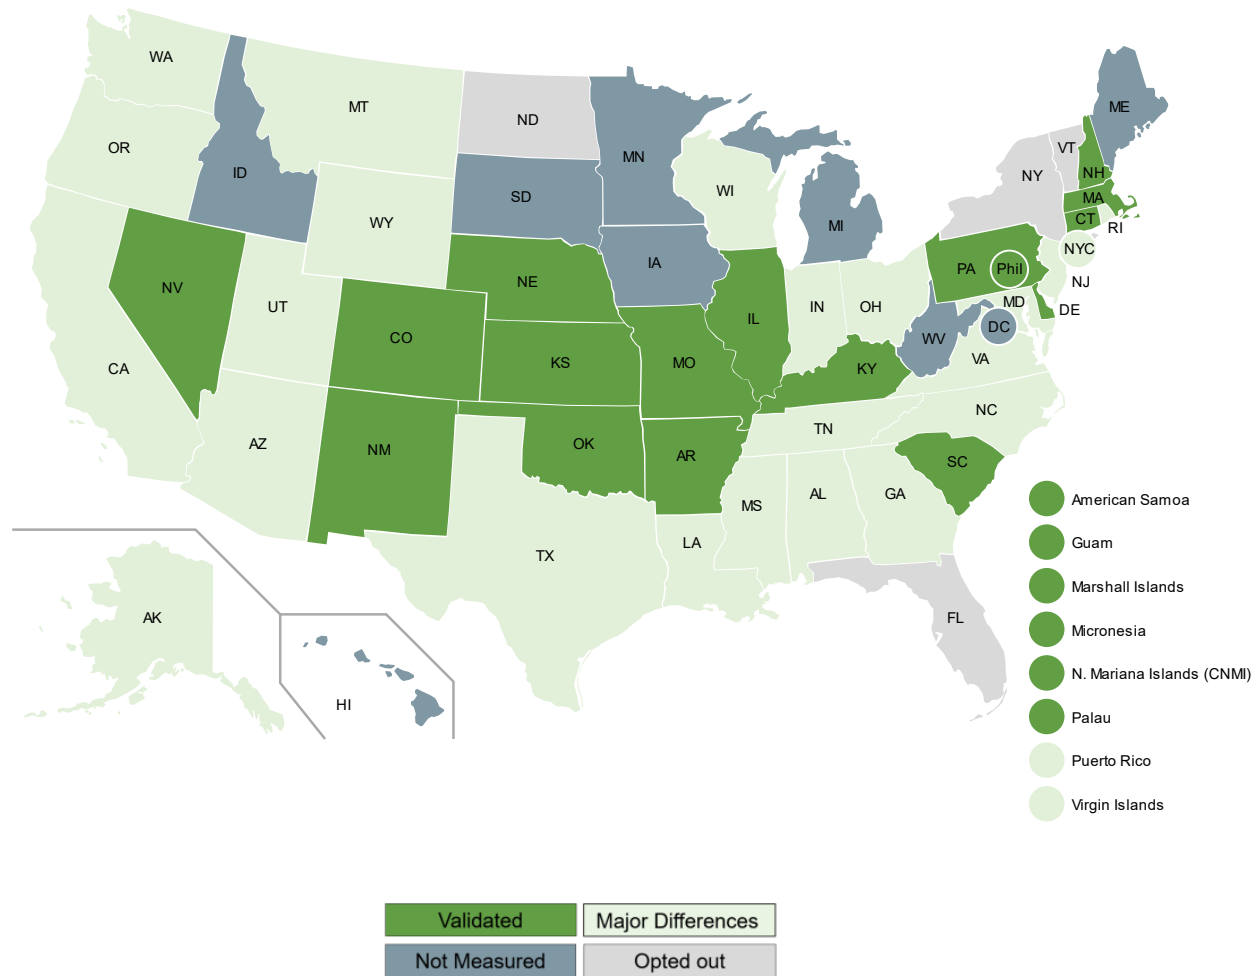 WA
MT
ND
MN
ME
OR
ID
SD
WI
MI
NY
VT
NH
MA
CT
RI
WY
NV
UT
NE
IA
PA
Phil
NYC
NJ
CA
CO
KS
MO
IL
IN
OH
MD
DE
DC
WV
VA
KY
AZ
NM
OK
AR
TN
NC
SC
MS
AL
GA
TX
LA
FL
AK
HI
American Samoa
Guam
Marshall Islands
Micronesia
N. Mariana Islands (CNMI)
Palau
Puerto Rico
Virgin Islands
Validated
Major Differences
Not Measured
Opted out